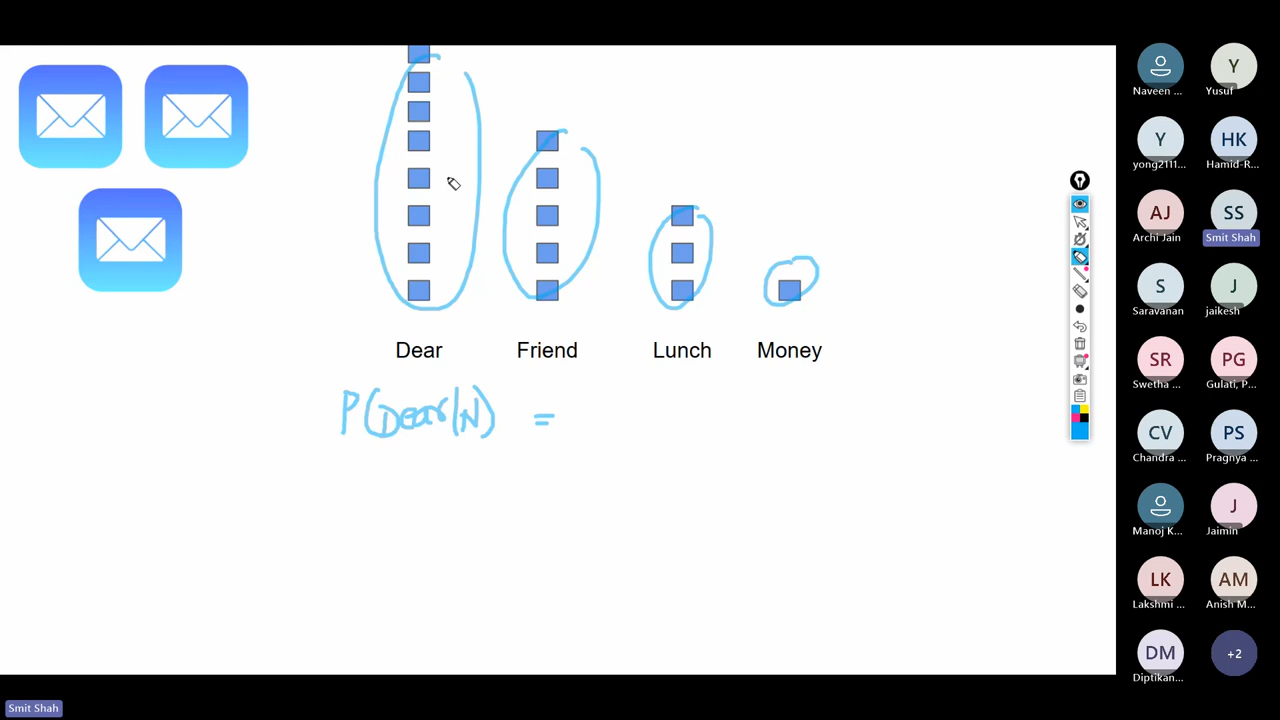 Dear Friend Lunch Money
P(Dear|N) =
Naveen ... Yusuf
Y Y
yong2111... Hamid-R...
HK
AJ SS
Archi Jain Smit Shah
S J
Saravanan jaikesh
SR PG
Swetha ... Gulati, P...
CV PS
Chandra ... Pragnya ...
J
Manoj K... Jaimin
LK AM
Lakshmi ... Anish M...
DM +2
Diptikan...
Smit Shah